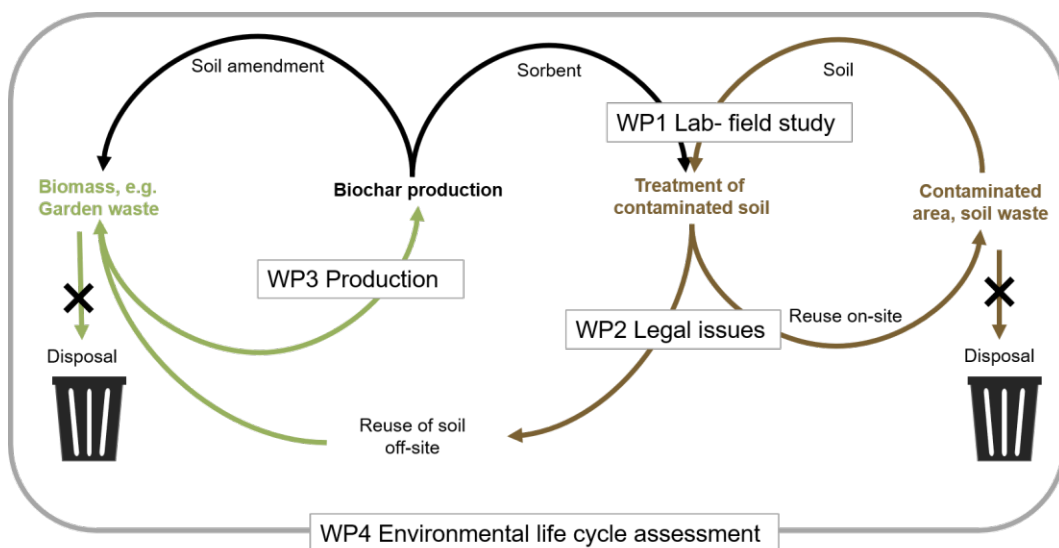 Soil amendment
Sorbent
Soil
WP1 Lab- field study
Biomass, e.g.
Garden waste
Biochar production
Treatment of
contaminated soil
Contaminated
area, soil waste
WP3 Production
WP2 Legal issues
Reuse on-site
Disposal
Disposal
Reuse of soil
off-site
WP4 Environmental life cycle assessment